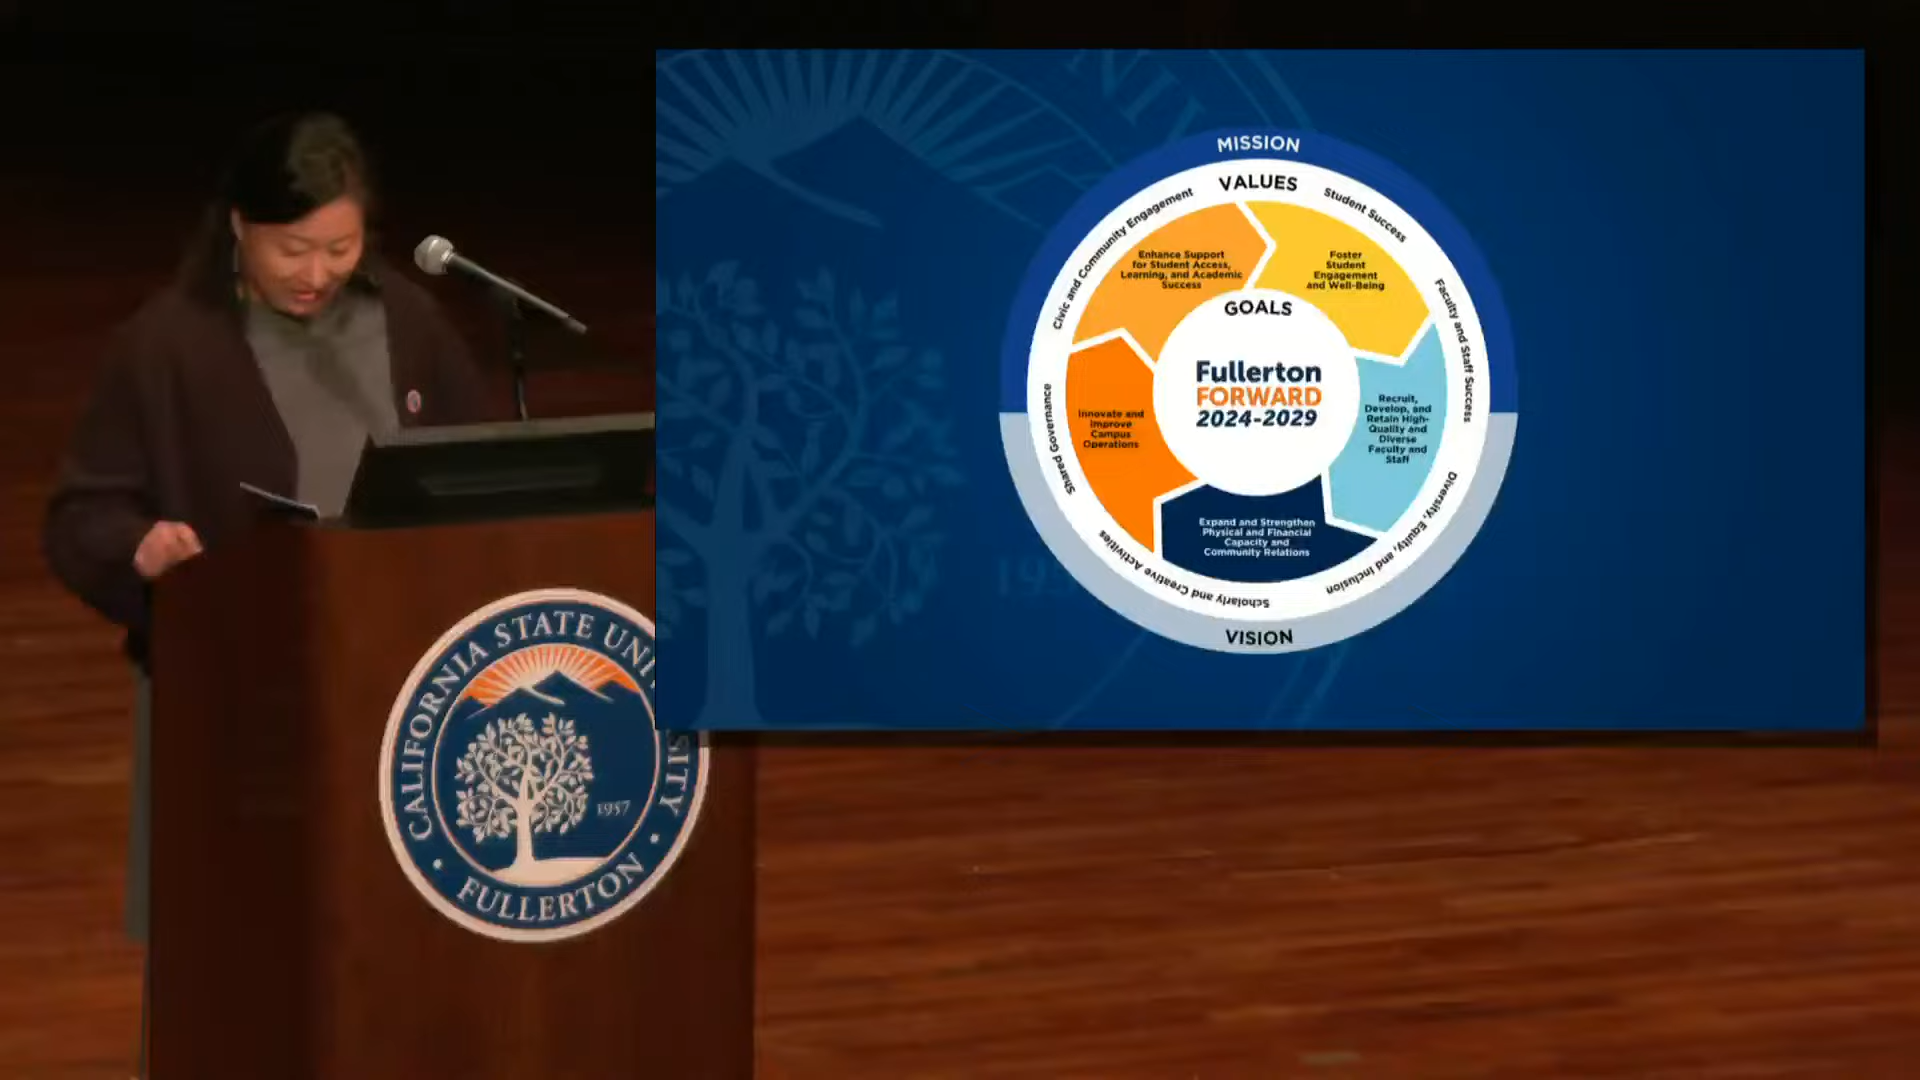 MISSION
VALUES
Civic and Community Engagement
Student Success
Faculty and Staff Success
Diversity, Equity, and Inclusion
Scholarly and Creative Activities
Shared Governance
Enhance Support
for Student Access,
Learning, and Academic
Success
Foster
Student
Engagement
and Well-Being
Recruit,
Develop, and
Retain High-
Quality and
Diverse
Faculty and
Staff
Expand and Strengthen
Physical and Financial
Capacity and
Community Relations
Innovate and
Improve
Campus
Operations
GOALS
Fullerton
FORWARD
2024-2029
VISION
CALIFORNIA STATE UNI
SITY
1957
FULLERTON